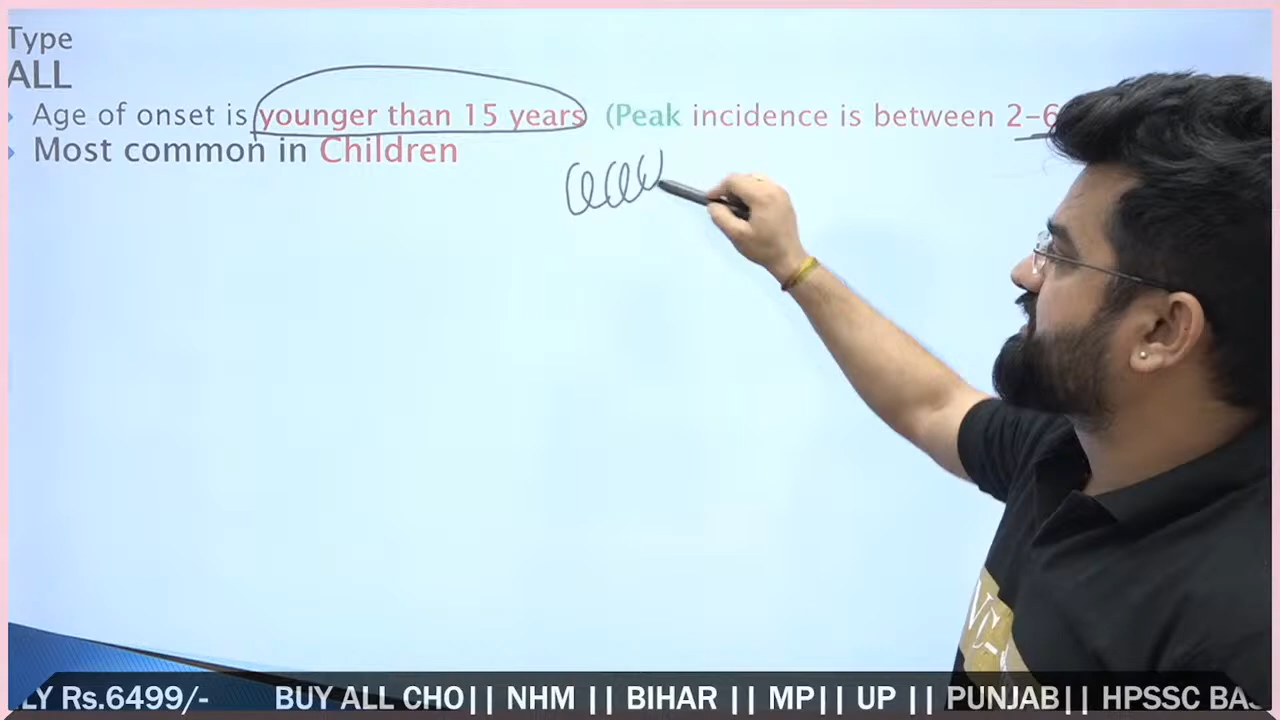 Type
ALL
Age of onset is younger than 15 years (Peak incidence is between 2-6
Most common in Children
LY Rs.6499/- BUY ALL CHO|| NHM || BIHAR || MP|| UP || PUNJAB|| HPSSC BAS